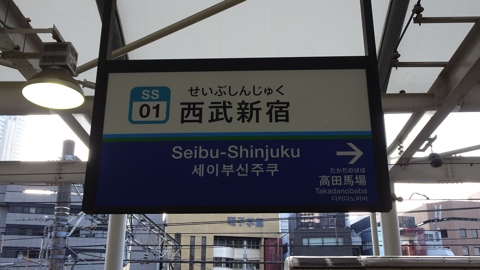 せいぶしんじゅく
SS
01
西武新宿
Seibu-Shinjuku
세이부신주쿠
たかだのばば
高田馬場
Takadanobaba
다카다노바바